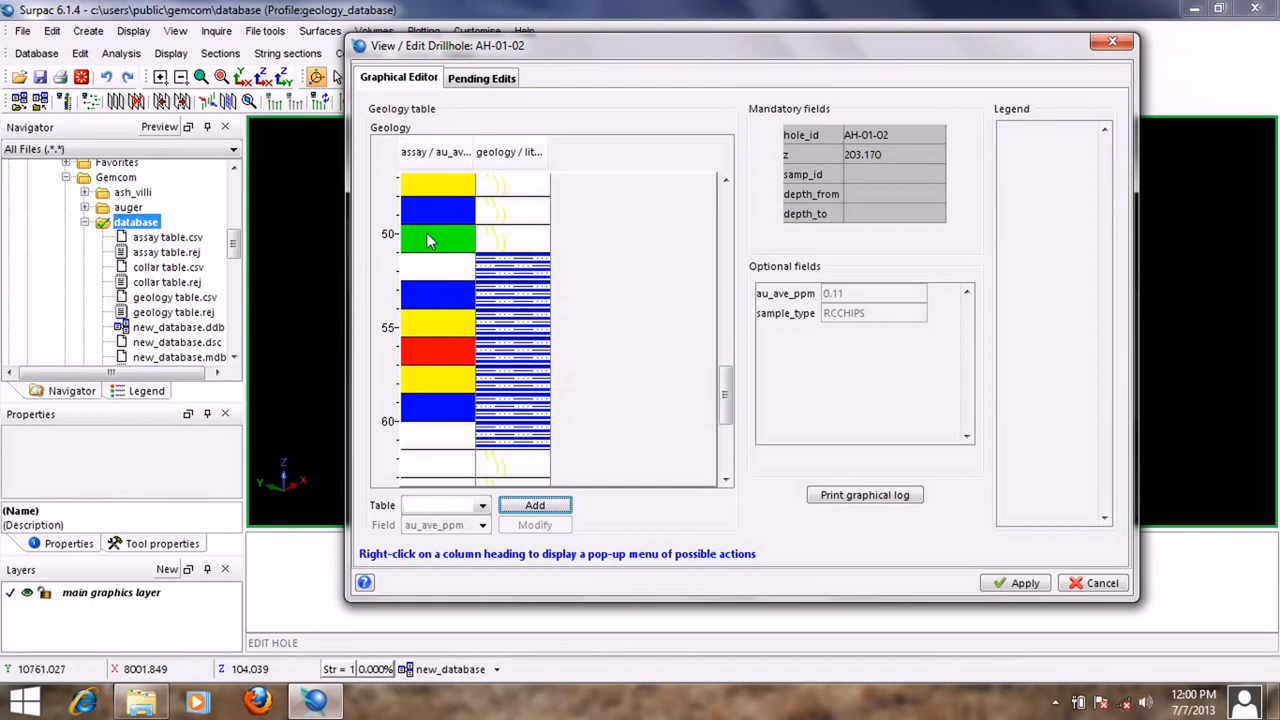 Surpac 6.1.4 - c:\users\public\gemcom\database (Profile:geology_database)
File Edit Create Display View Inquire File tools Surfaces
Plotting Customise
Database Edit Analysis Display Sections String sections
View / Edit Drillhole: AH-01-02
Graphical Editor Pending Edits
Geology table
Geology
assay / au_av... geology / lit...
50
55
60
Table Add
Field au_ave_ppm Modify
Right-click on a column heading to display a pop-up menu of possible actions
Mandatory fields
hole_id AH-01-02
z 203.170
samp_id
depth_from
depth_to
Optional fields
au_ave_ppm 0.11
sample_type RCCHIPS
Print graphical log
Legend
Apply Cancel
Navigator Preview
All Files (*.*)
Favorites
Gemcom
ash_villi
auger
database
assay table.csv
assay table.rej
collar table.csv
collar table.rej
geology table.csv
geology table.rej
new_database.ddb
new_database.dsc
new_database.mdb
Navigator Legend
Properties
(Name)
(Description)
Properties Tool properties
Layers New
main graphics layer
Z
Y X
EDIT HOLE
Y 10761.027 X 8001.849 Z 104.039 Str = 1 0.000% new_database
12:00 PM
7/7/2013